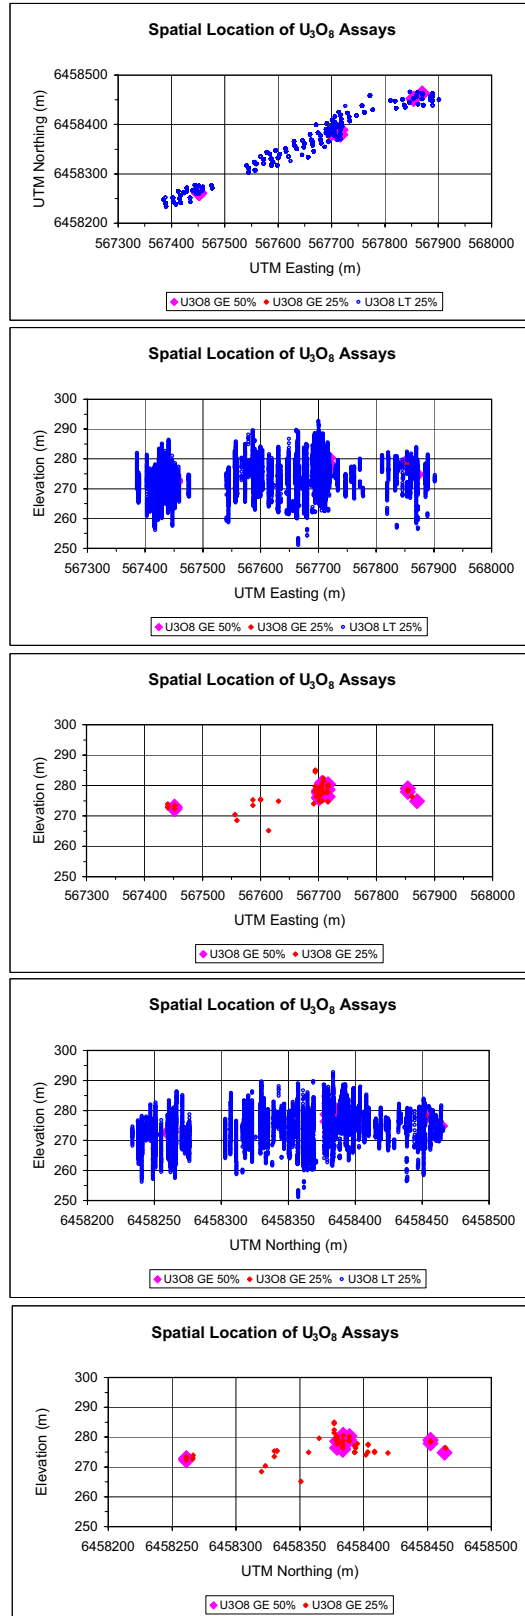 Spatial Location of U₃O₈ Assays
6458500
6458400
6458300
6458200
567300 567400 567500 567600 567700 567800 567900 568000
UTM Northing (m)
UTM Easting (m)
U3O8 GE 50% U3O8 GE 25% U3O8 LT 25%
Spatial Location of U₃O₈ Assays
300
290
280
270
260
250
567300 567400 567500 567600 567700 567800 567900 568000
Elevation (m)
UTM Easting (m)
U3O8 GE 50% U3O8 GE 25% U3O8 LT 25%
Spatial Location of U₃O₈ Assays
300
290
280
270
260
250
567300 567400 567500 567600 567700 567800 567900 568000
Elevation (m)
UTM Easting (m)
U3O8 GE 50% U3O8 GE 25%
Spatial Location of U₃O₈ Assays
300
290
280
270
260
250
6458200 6458250 6458300 6458350 6458400 6458450 6458500
Elevation (m)
UTM Northing (m)
U3O8 GE 50% U3O8 GE 25% U3O8 LT 25%
Spatial Location of U₃O₈ Assays
300
290
280
270
260
250
6458200 6458250 6458300 6458350 6458400 6458450 6458500
Elevation (m)
UTM Northing (m)
U3O8 GE 50% U3O8 GE 25%